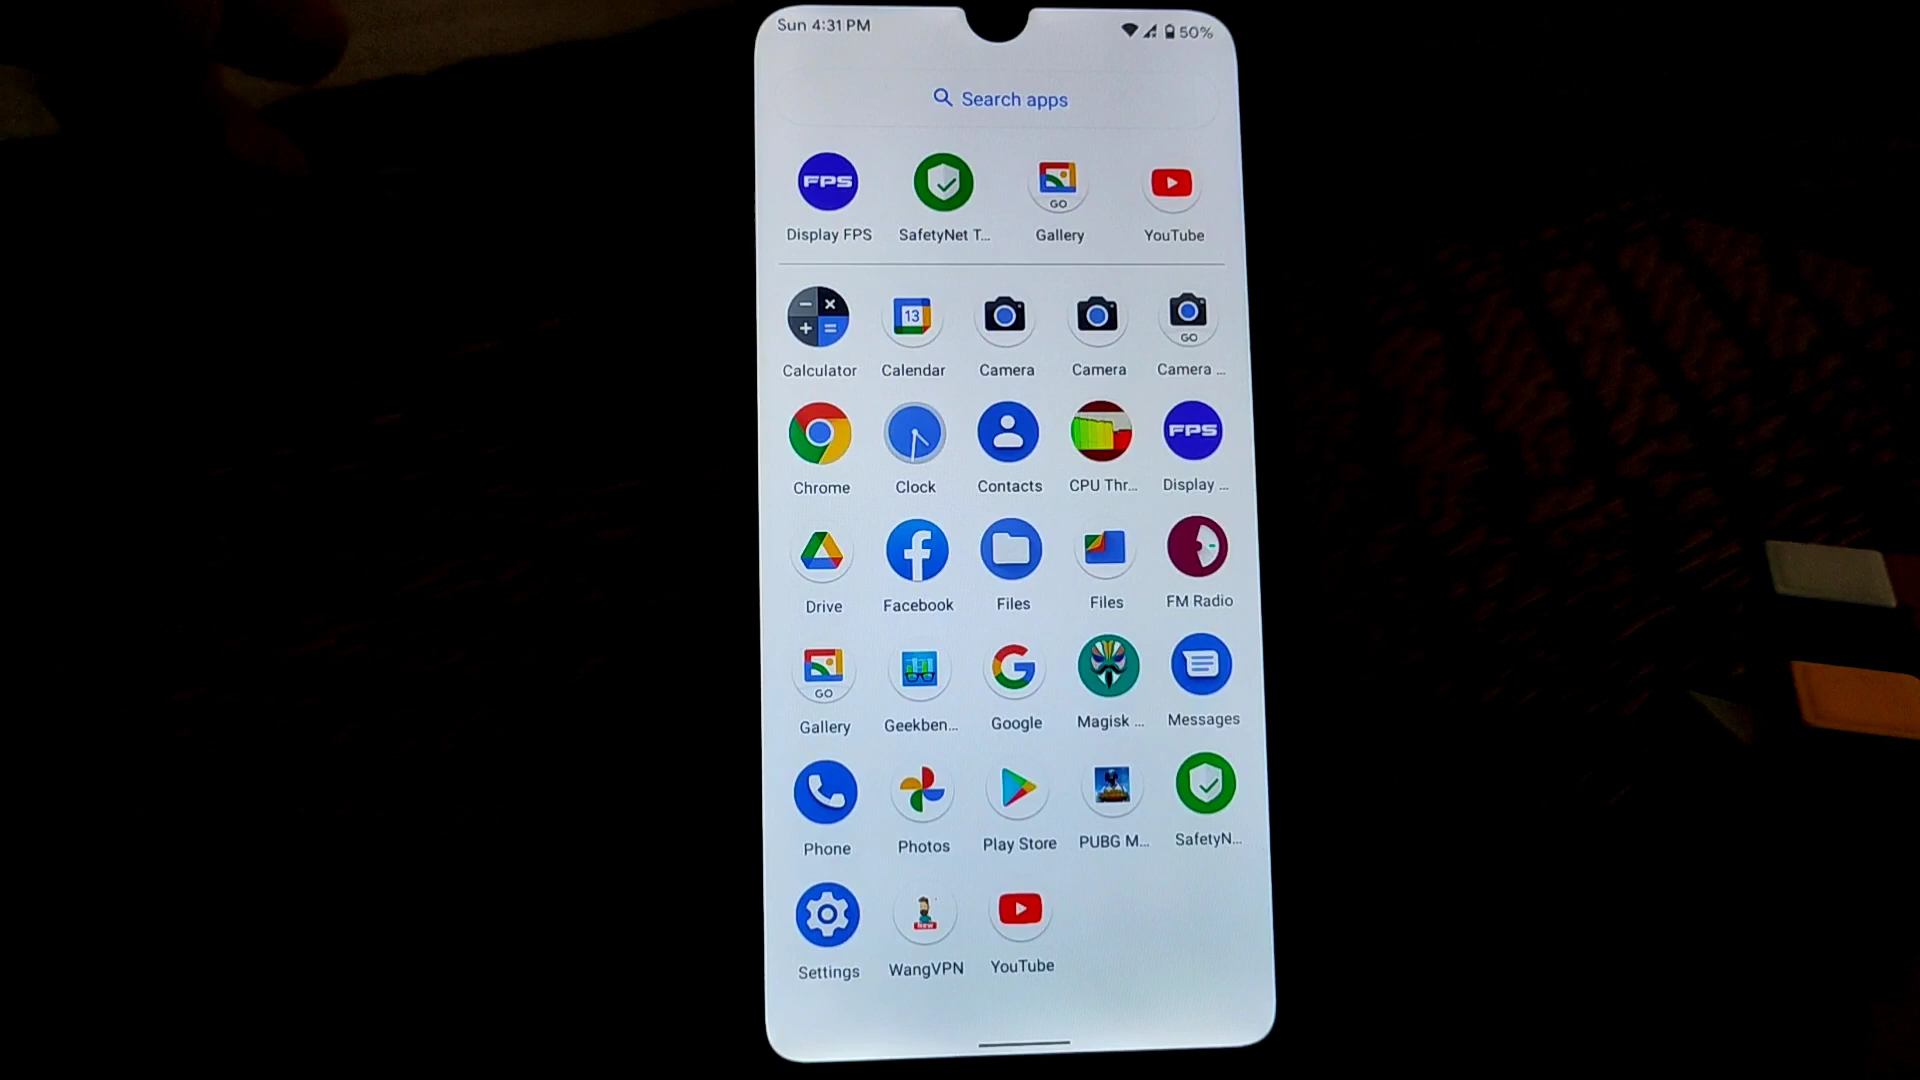 Sun 4:31 PM 50%
Search apps
FPS GO
Display FPS SafetyNet T... Gallery YouTube
13 GO
Calculator Calendar Camera Camera Camera ...
FPS
Chrome Clock Contacts CPU Thr... Display ...
Drive Facebook Files Files FM Radio
GO
Gallery Geekben... Google Magisk ... Messages
Phone Photos Play Store PUBG M... SafetyN...
New
Settings WangVPN YouTube